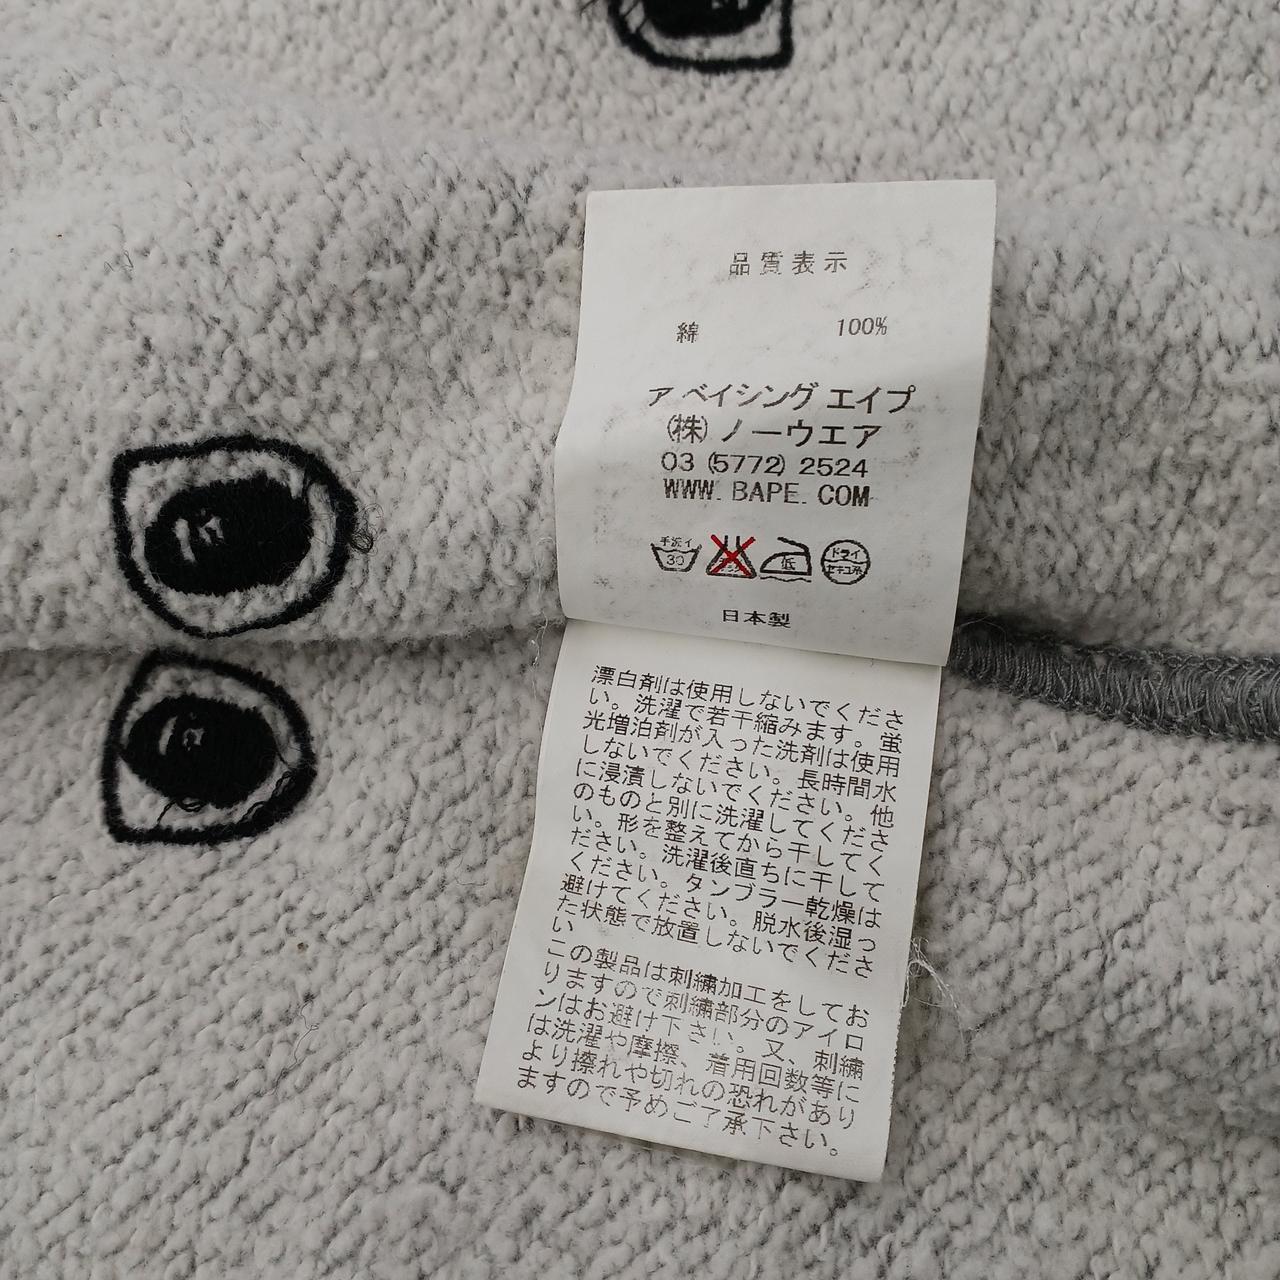 品質表示
綿 100%
ア ベイシング エイプ
(株) ノーウエア
03 (5772) 2524
WWW. BAPE. COM
手洗イ ドライ
30 低 セキユ系
日本製
漂白剤は使用しないでくださ
い。洗濯で若干縮みます。蛍
光増泊剤が入った洗剤は使用
しないでください。長時間水
に浸漬しないでください。他
のものと別に洗濯してくださ
い。形を整えてから干してく
ださい。洗濯後直ちに干して
ください。タンブラー乾燥は
避けてください。脱水後湿っ
た状態で放置しないでくださ
い
この製品は刺繍加工をしてお
りますので刺繍部分のアイロ
ンはお避け下さい。又、刺繍
は洗濯や摩擦、着用回数等に
より擦れや切れの恐れがあり
ますので予めご了承下さい。